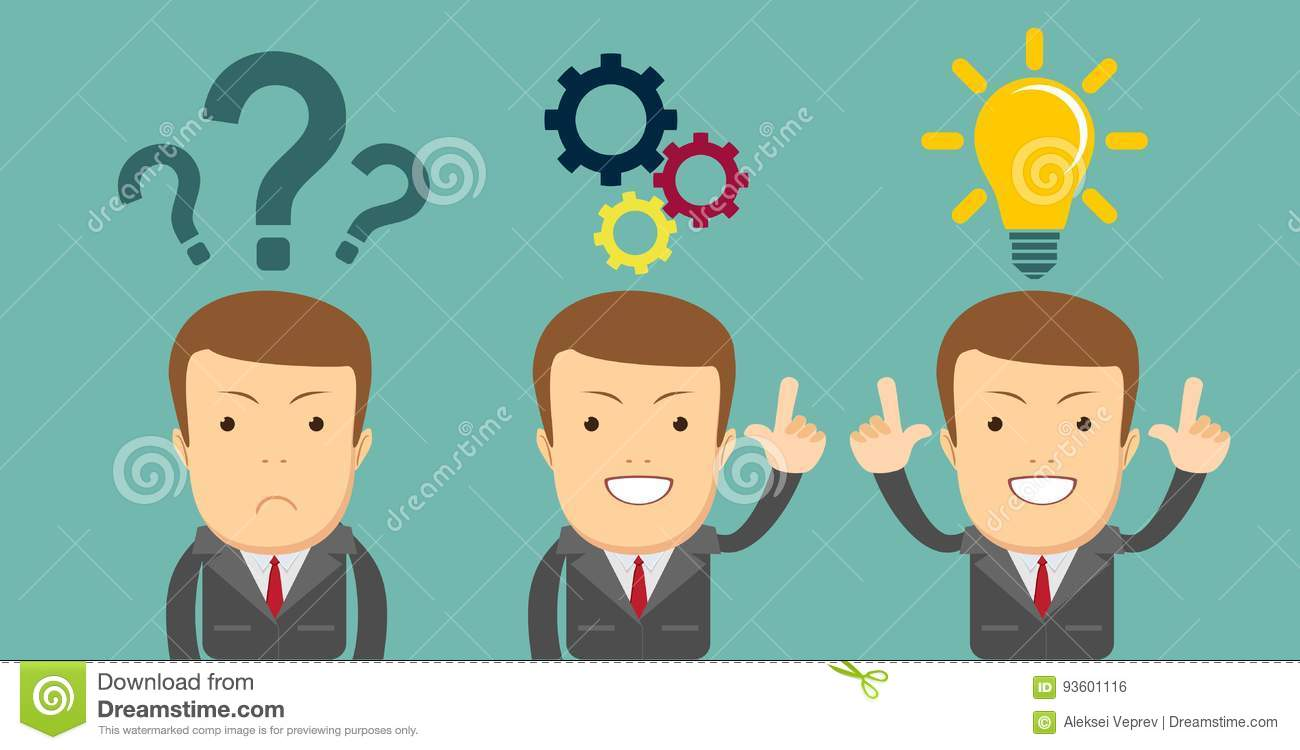 dreamstime.
dreamstime.
dreamstime.
dreamstime.
dreamstime.
Download from
Dreamstime.com
This watermarked comp image is for previewing purposes only.
ID 93601116
© Aleksei Veprev | Dreamstime.com